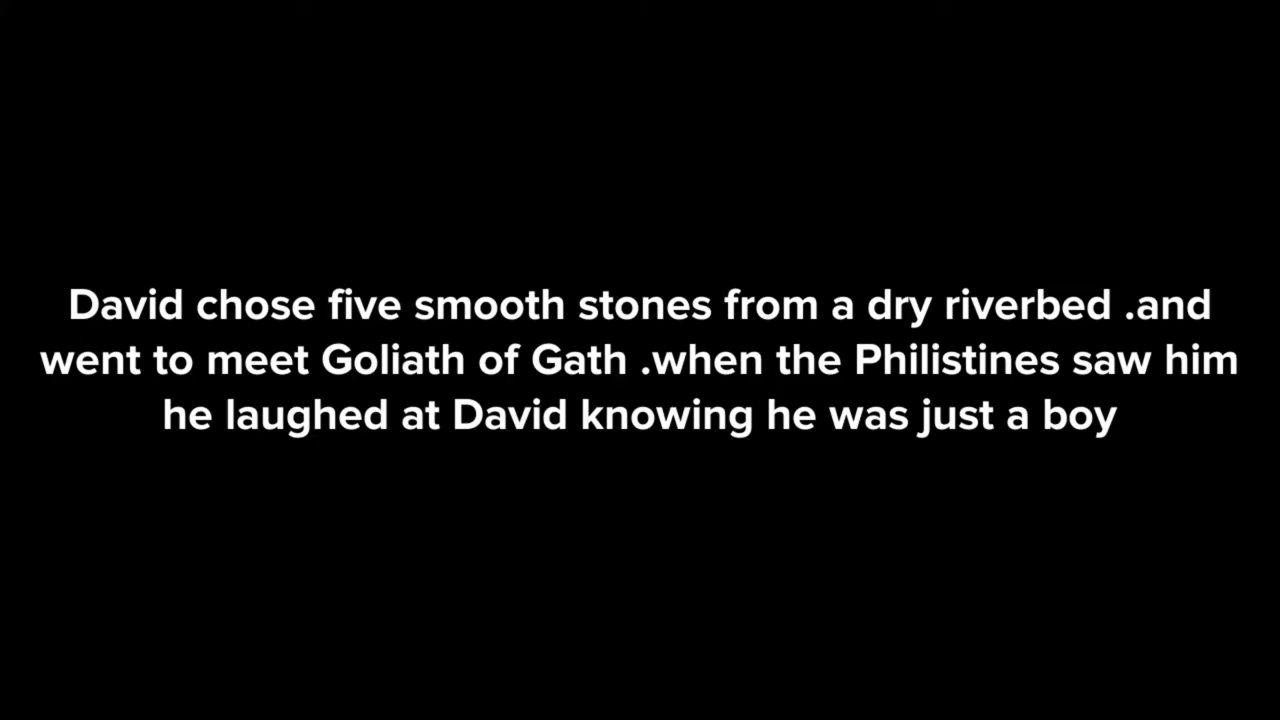 David chose five smooth stones from a dry riverbed .and
went to meet Goliath of Gath .when the Philistines saw him
he laughed at David knowing he was just a boy